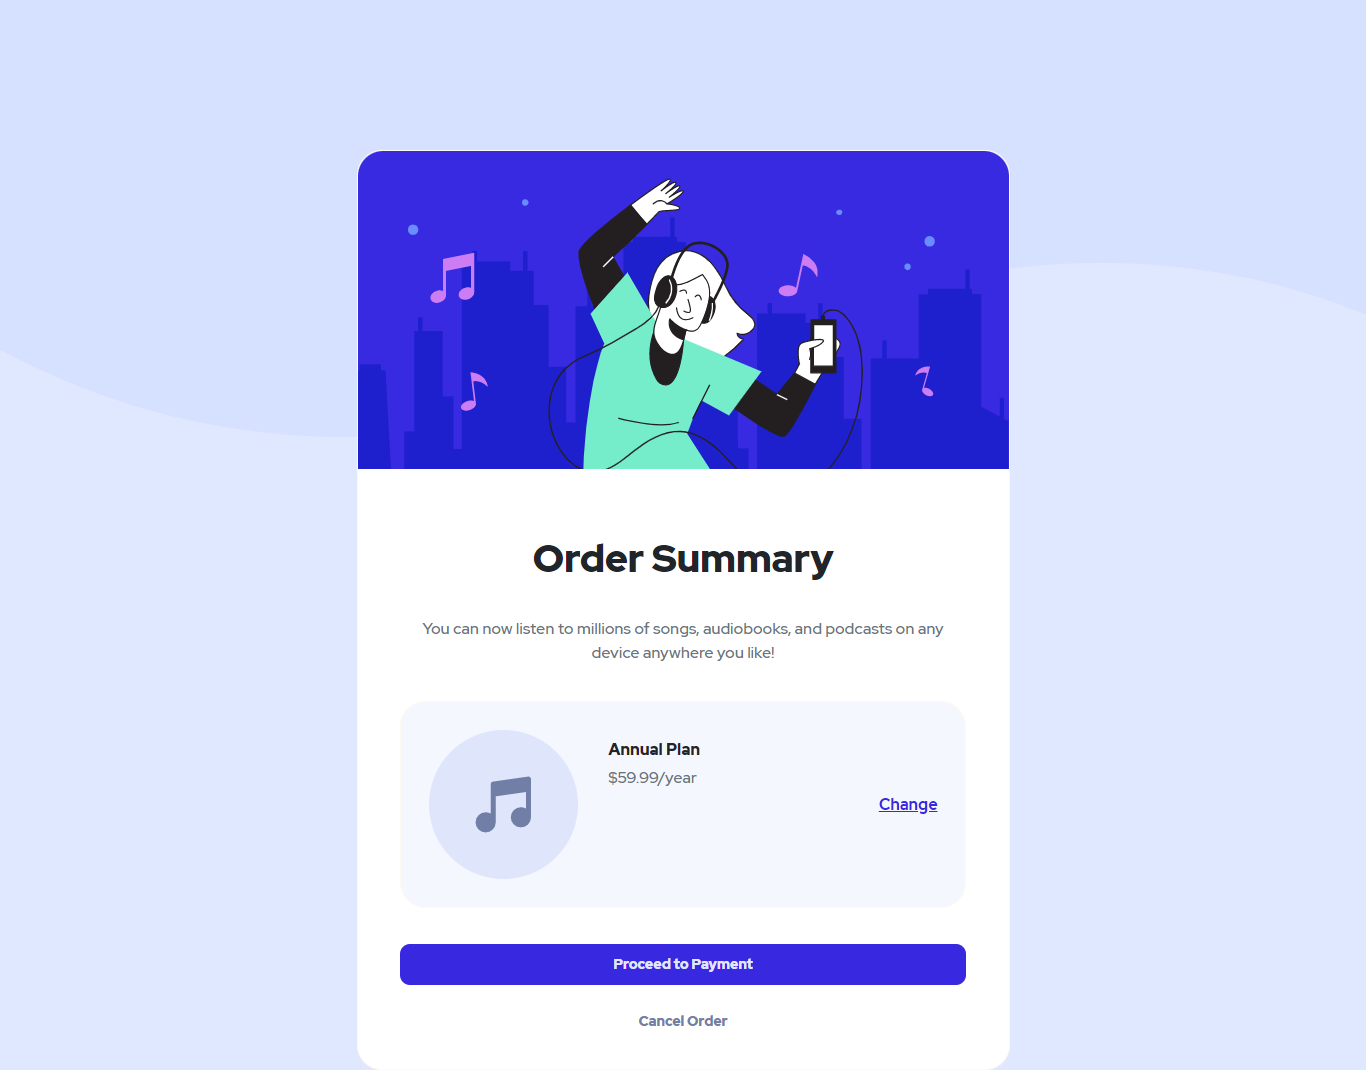 Order Summary
You can now listen to millions of songs, audiobooks, and podcasts on any
device anywhere you like!
Annual Plan
$59.99/year
Change
Proceed to Payment
Cancel Order